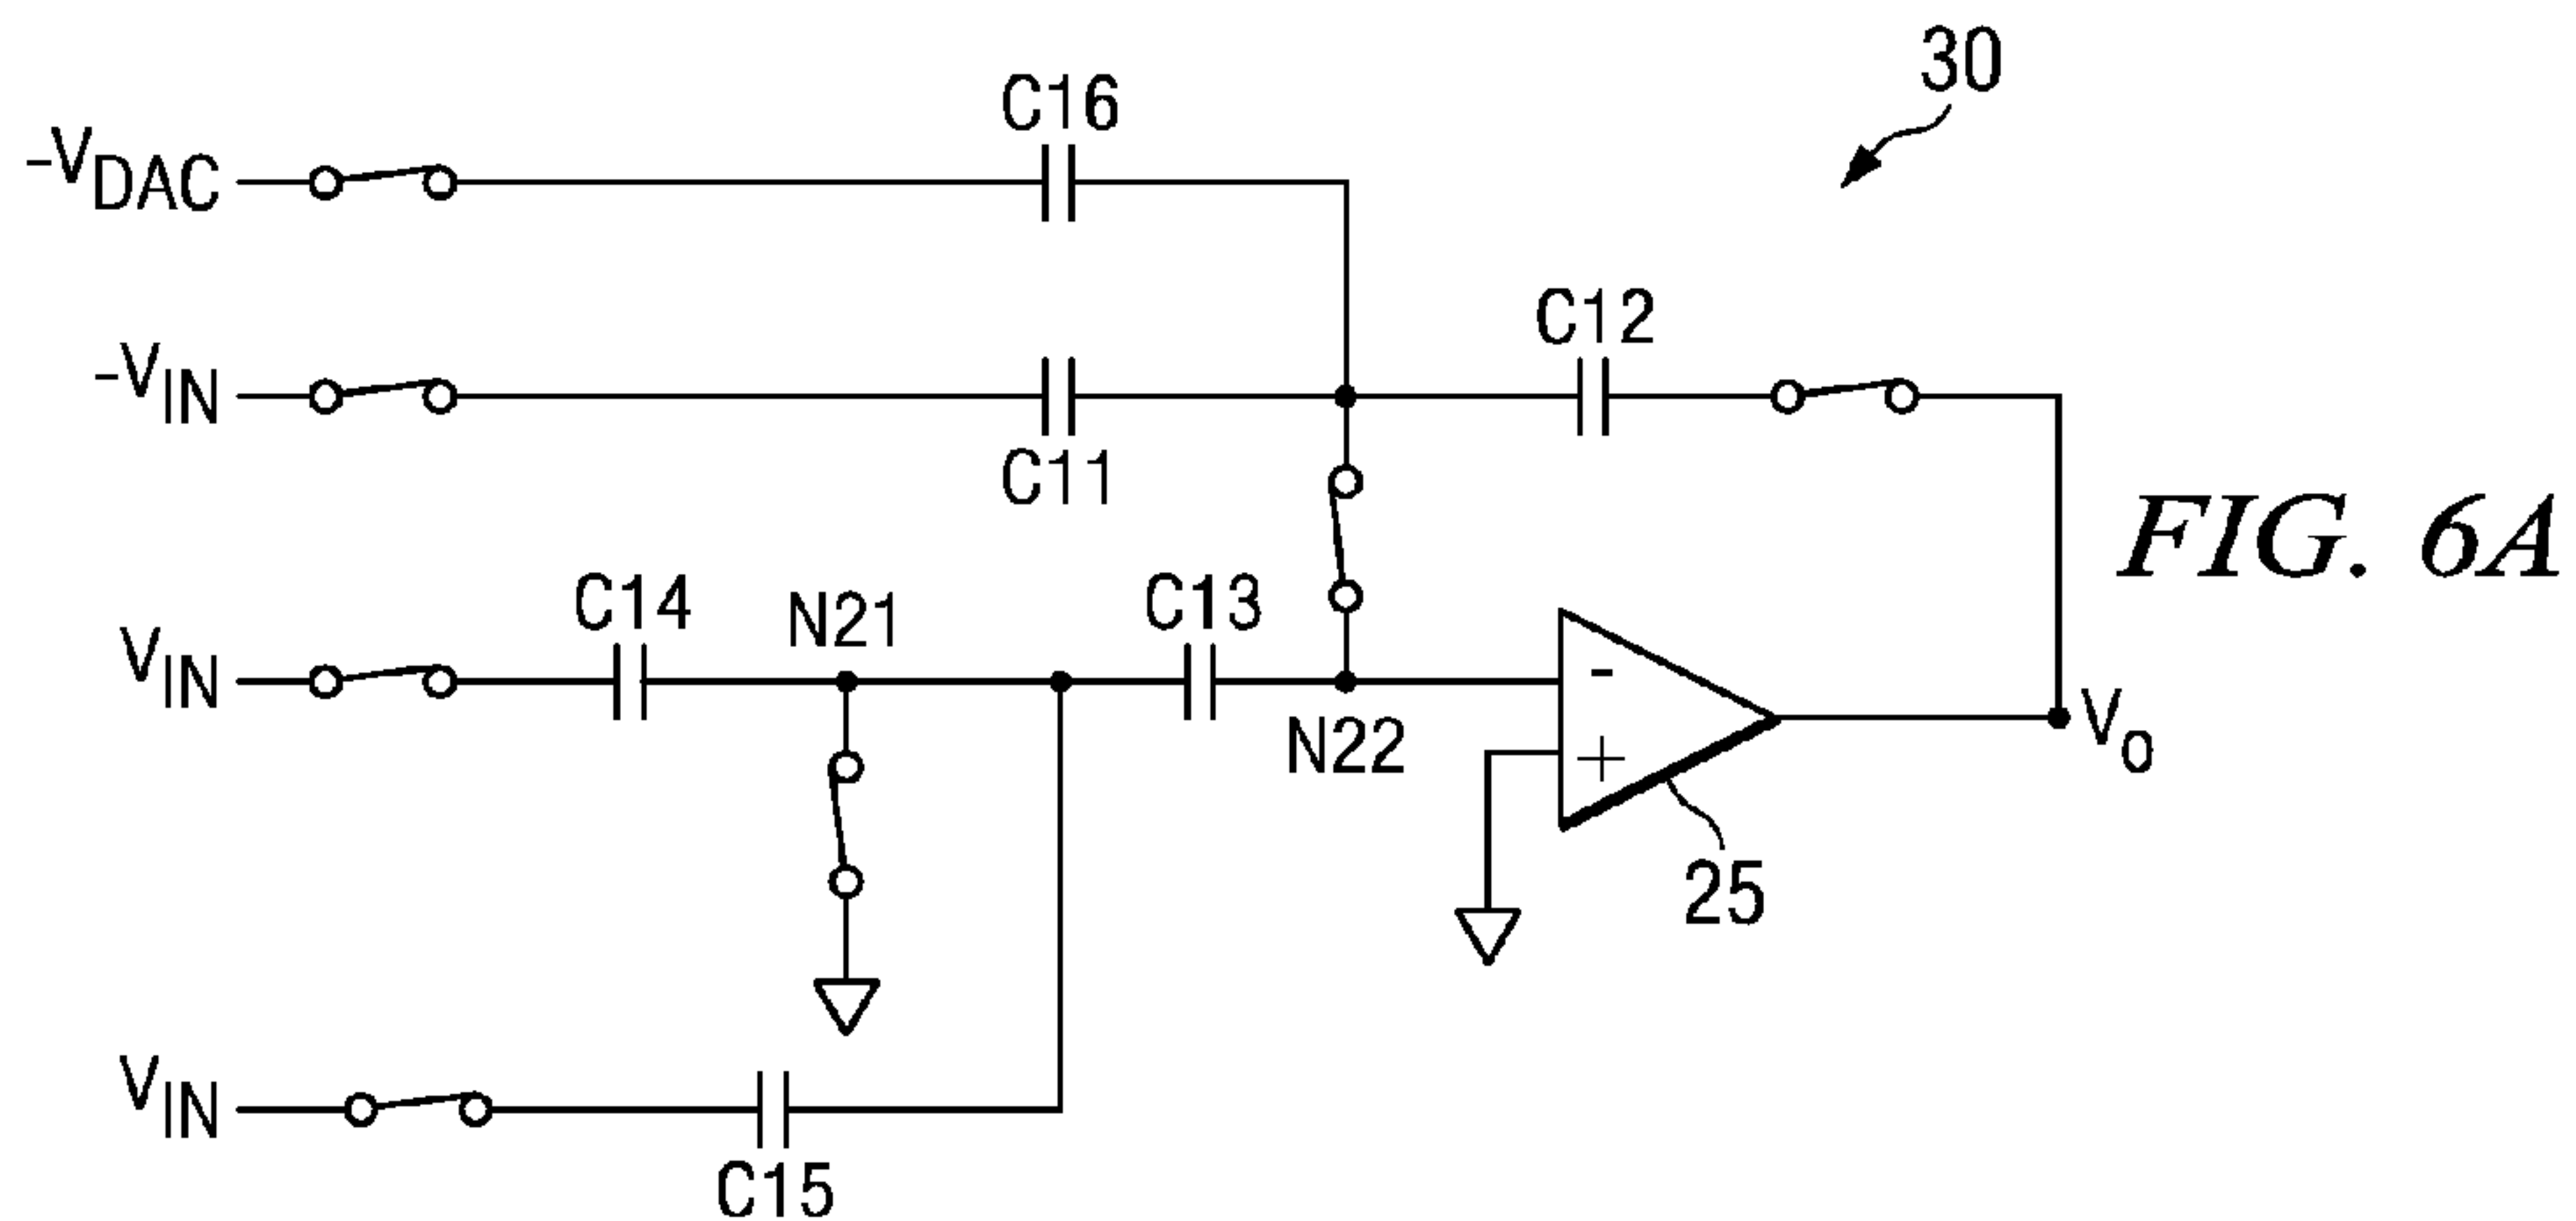 30
C16
-VDAC
C12
-VIN
C11
FIG. 6A
C14
N21
C13
VIN
-
N22
+
VO
25
VIN
C15